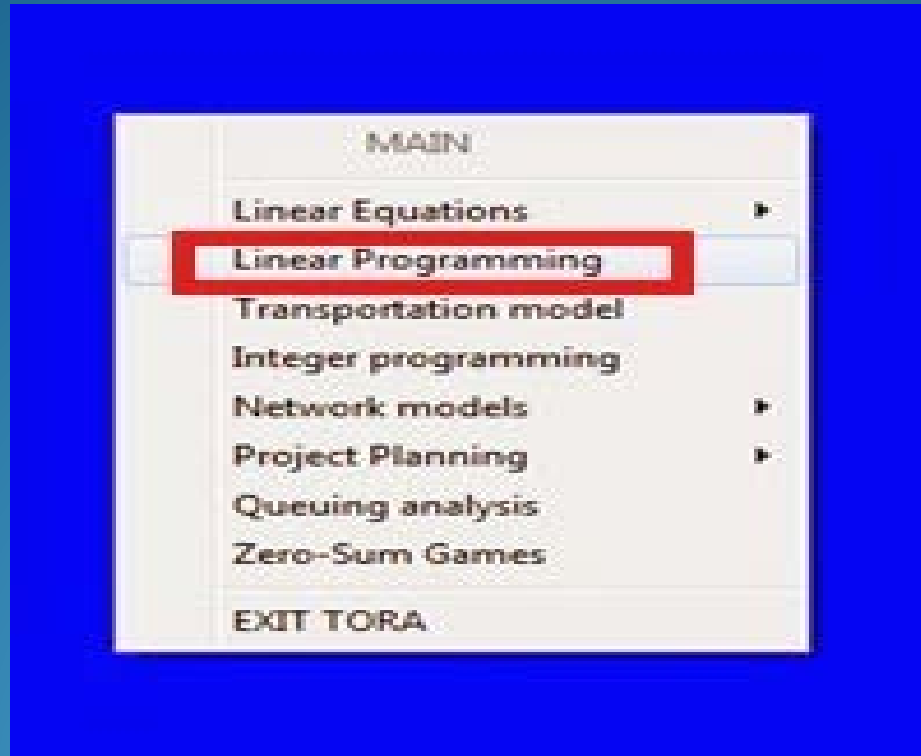 MAIN
Linear Equations
Linear Programming
Transportation model
Integer programming
Network models
Project Planning
Queuing analysis
Zero-Sum Games
EXIT TORA